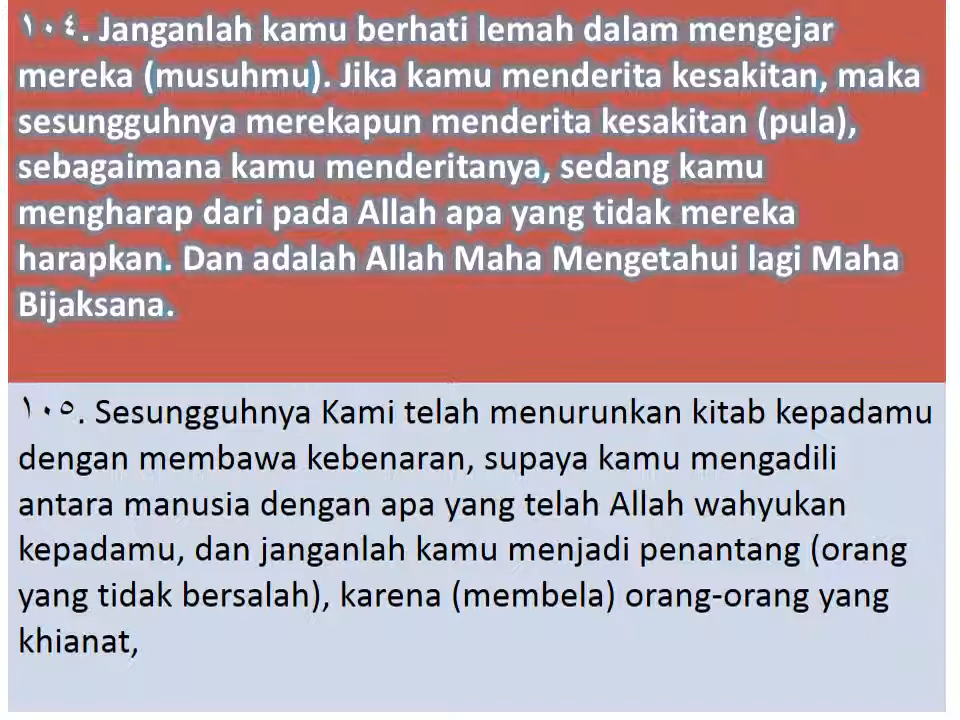 ١٠٤. Janganlah kamu berhati lemah dalam mengejar
mereka (musuhmu). Jika kamu menderita kesakitan, maka
sesungguhnya merekapun menderita kesakitan (pula),
sebagaimana kamu menderitanya, sedang kamu
mengharap dari pada Allah apa yang tidak mereka
harapkan. Dan adalah Allah Maha Mengetahui lagi Maha
Bijaksana.
١٠٥. Sesungguhnya Kami telah menurunkan kitab kepadamu
dengan membawa kebenaran, supaya kamu mengadili
antara manusia dengan apa yang telah Allah wahyukan
kepadamu, dan janganlah kamu menjadi penantang (orang
yang tidak bersalah), karena (membela) orang-orang yang
khianat,